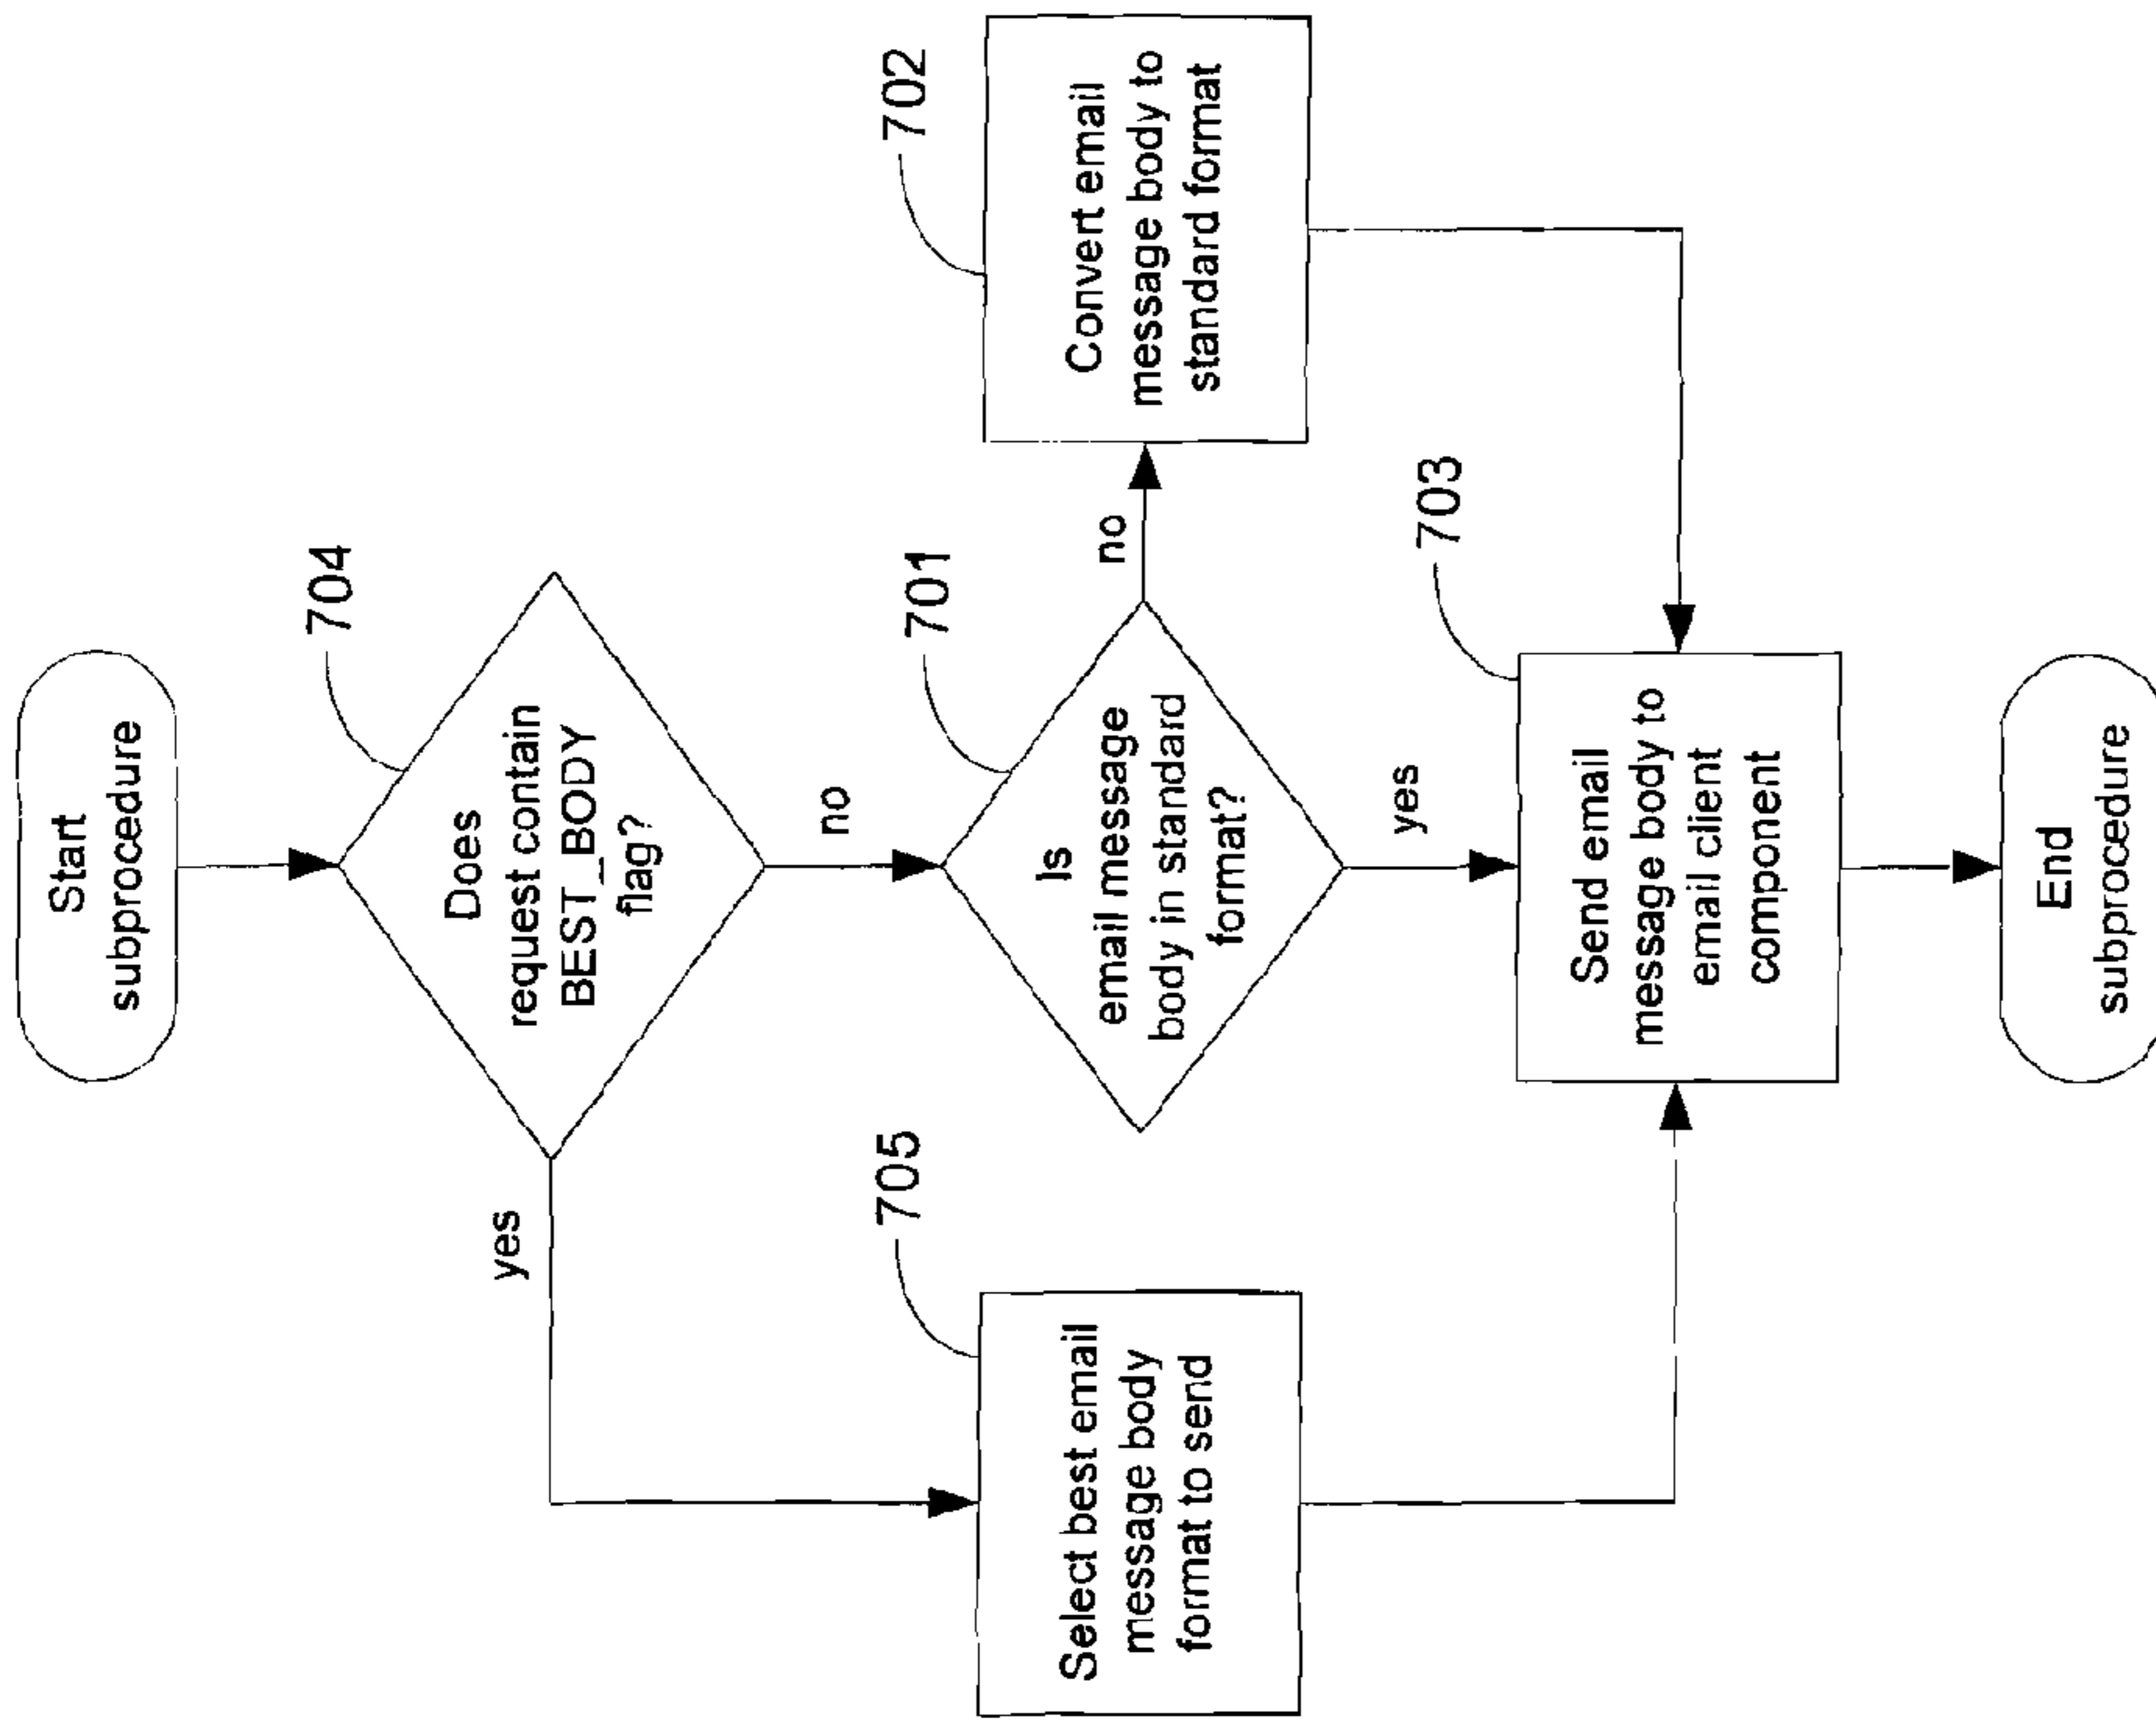 Start
subprocedure
704
Does
request contain
BEST_BODY
flag?
yes
no
705
Select best email
message body
format to send
701
Is
email message
body in standard
format?
no
yes
702
Convert email
message body to
standard format
703
Send email
message body to
email client
component
End
subprocedure